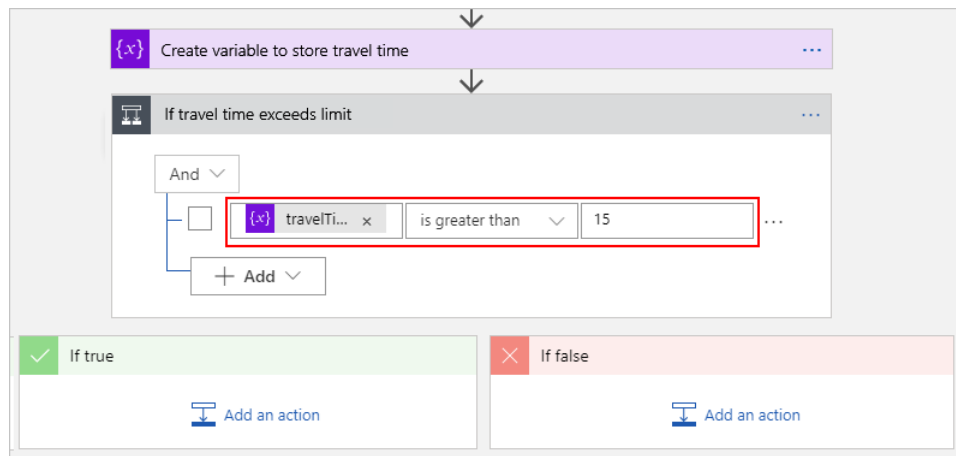 {x} Create variable to store travel time ...
If travel time exceeds limit ...
And
{x} travelTi... × is greater than 15 ...
+ Add
If true
If false
Add an action
Add an action